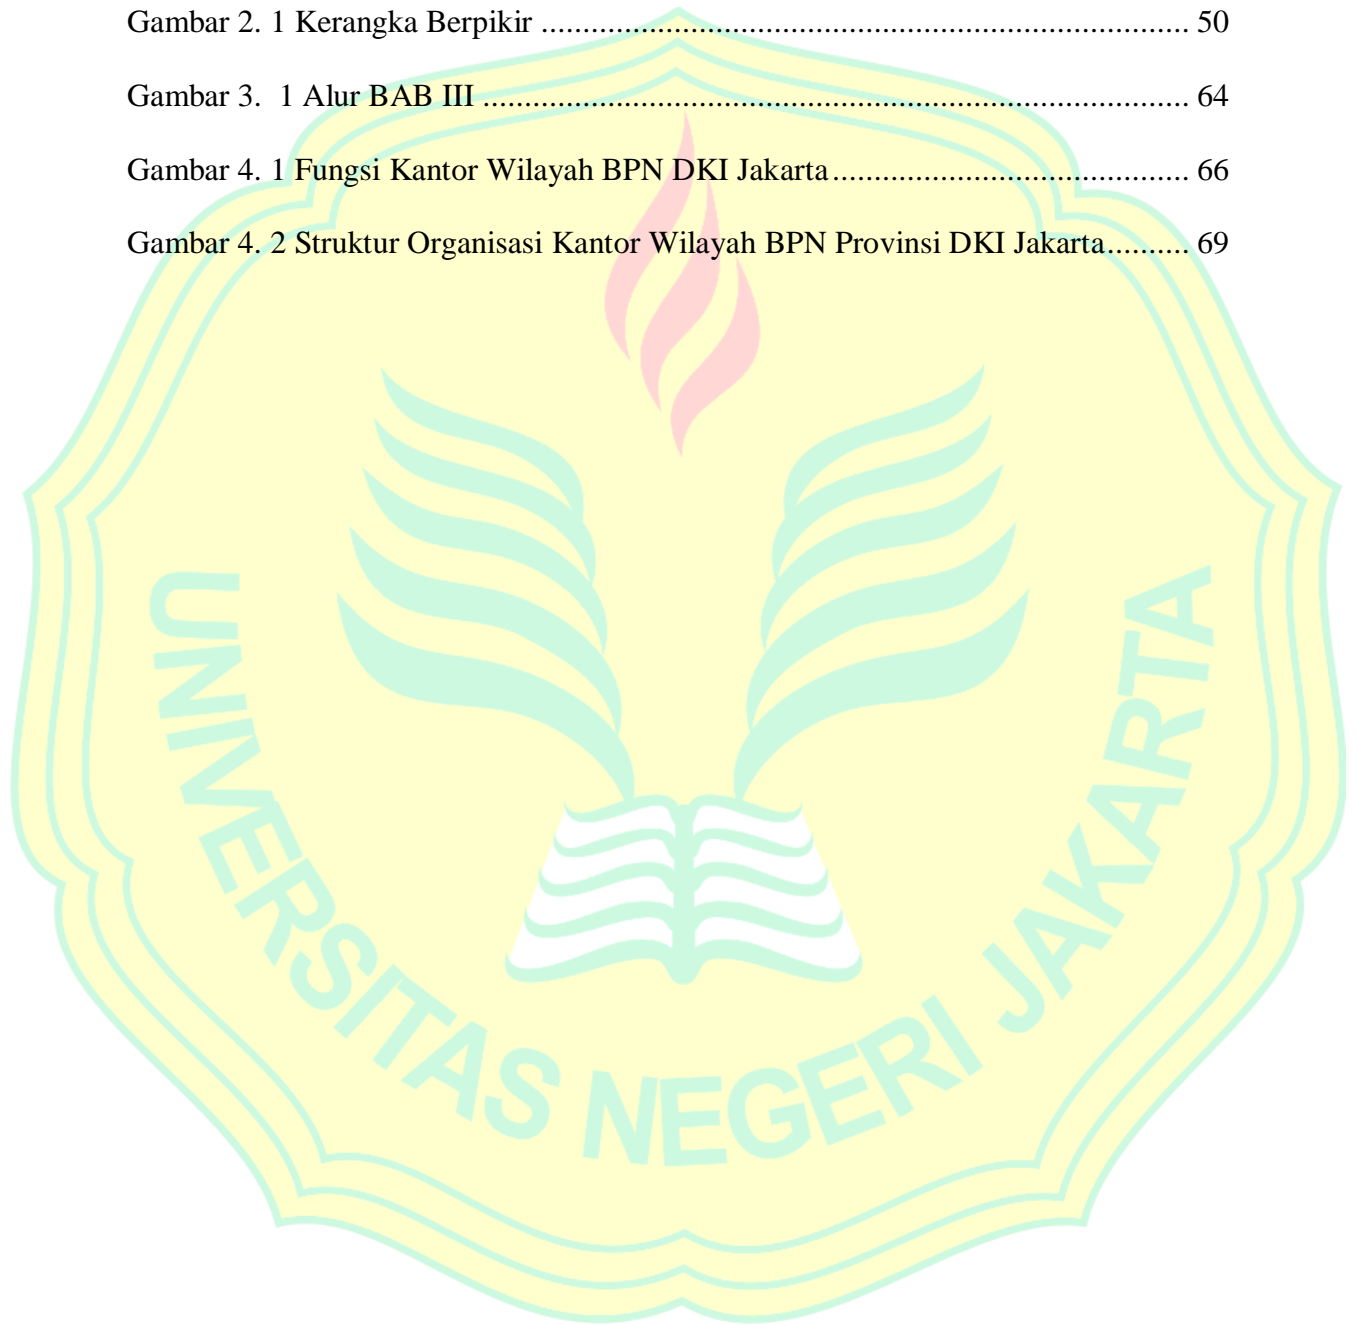 Gambar 2. 1 Kerangka Berpikir ............................................................................... 50
Gambar 3.  1 Alur BAB III ...................................................................................... 64
Gambar 4. 1 Fungsi Kantor Wilayah BPN DKI Jakarta ........................................... 66
Gambar 4. 2 Struktur Organisasi Kantor Wilayah BPN Provinsi DKI Jakarta .......... 69
UNIVERSITAS NEGERI JAKARTA